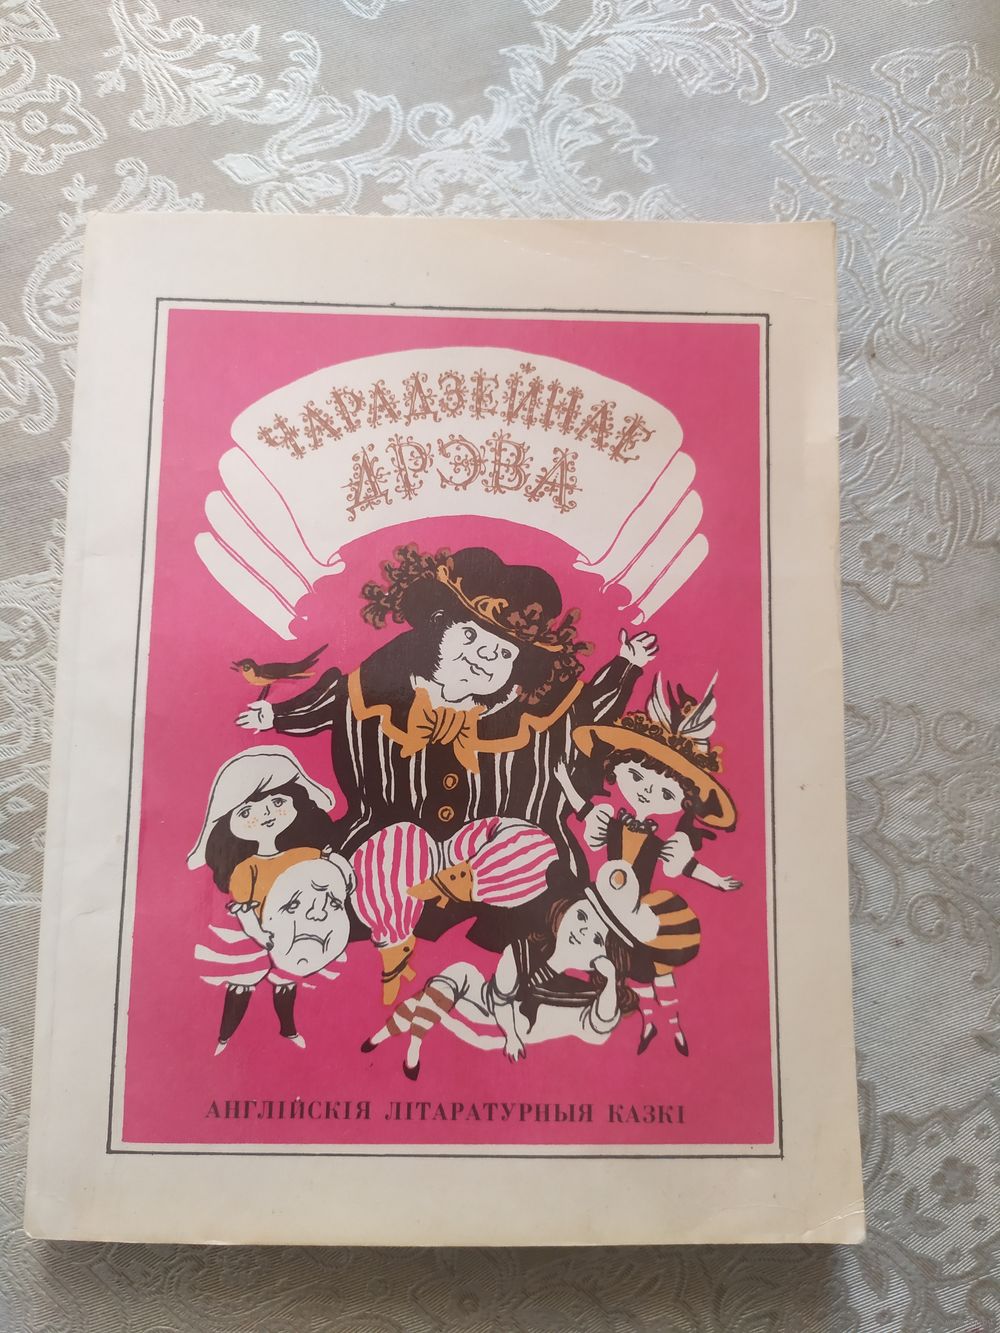 ЧАРАДЗЕЙНАЕ
ДРЭВА
АНГЛІЙСКІЯ ЛІТАРАТУРНЫЯ КАЗКІ